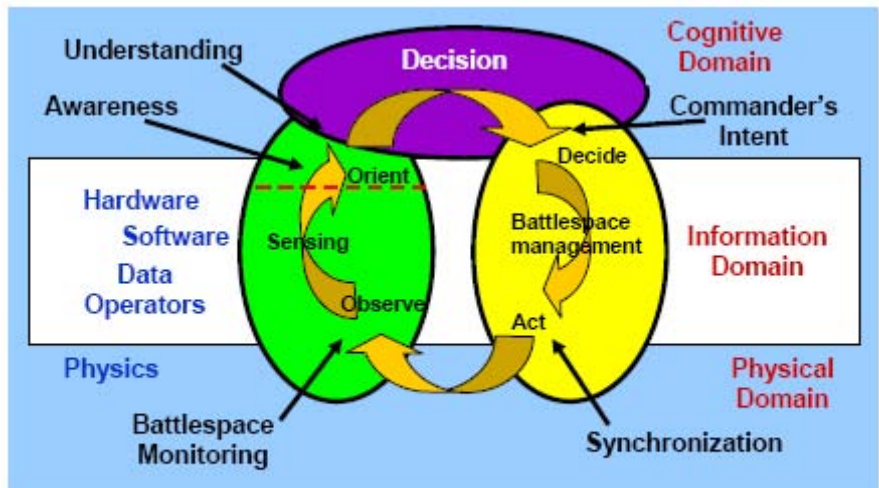 Understanding
Decision
Cognitive
Domain
Awareness
Commander's
Intent
Decide
Orient
Hardware
Software
Data
Operators
Sensing
Battlespace
management
Information
Domain
Observe
Act
Physics
Physical
Domain
Battlespace
Monitoring
Synchronization